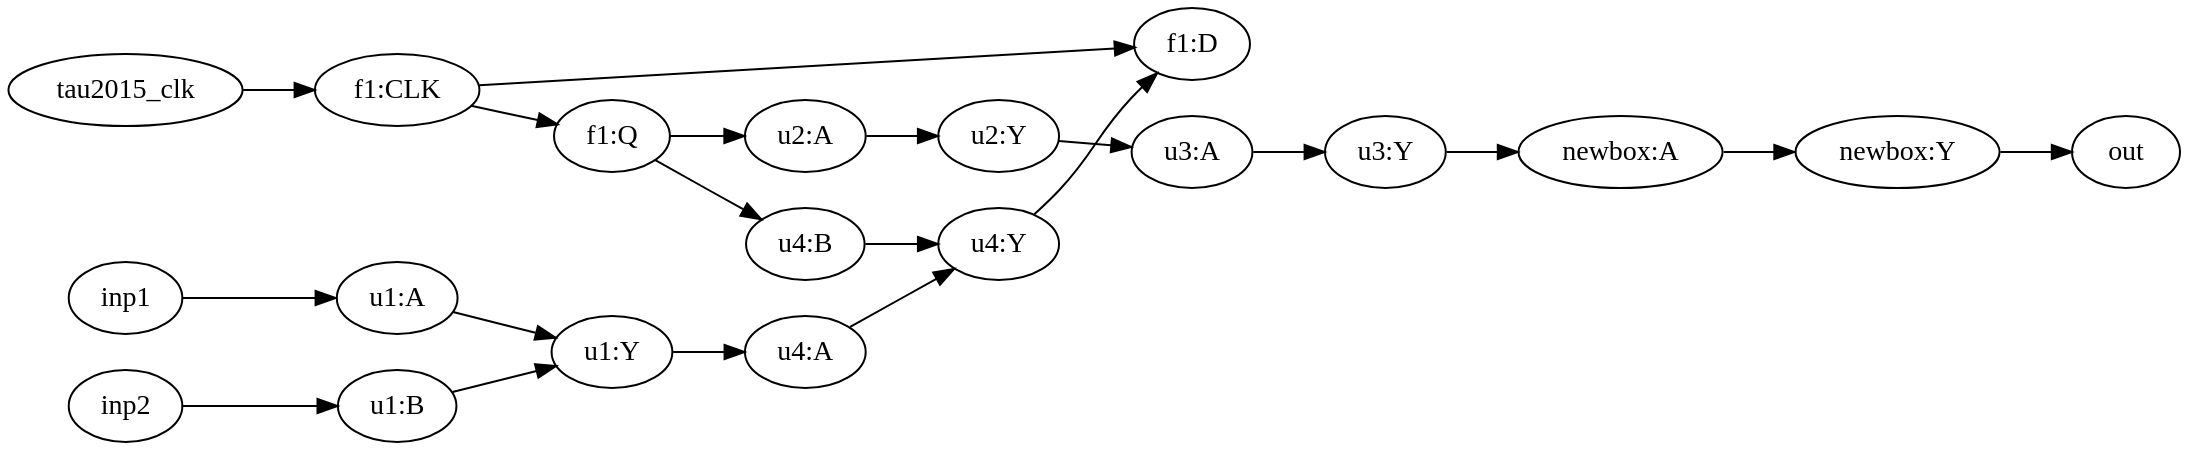 f1:D
tau2015_clk
f1:CLK
f1:Q
u2:A
u2:Y
u3:A
u3:Y
newbox:A
newbox:Y
out
u4:B
u4:Y
inp1
u1:A
u1:Y
u4:A
inp2
u1:B